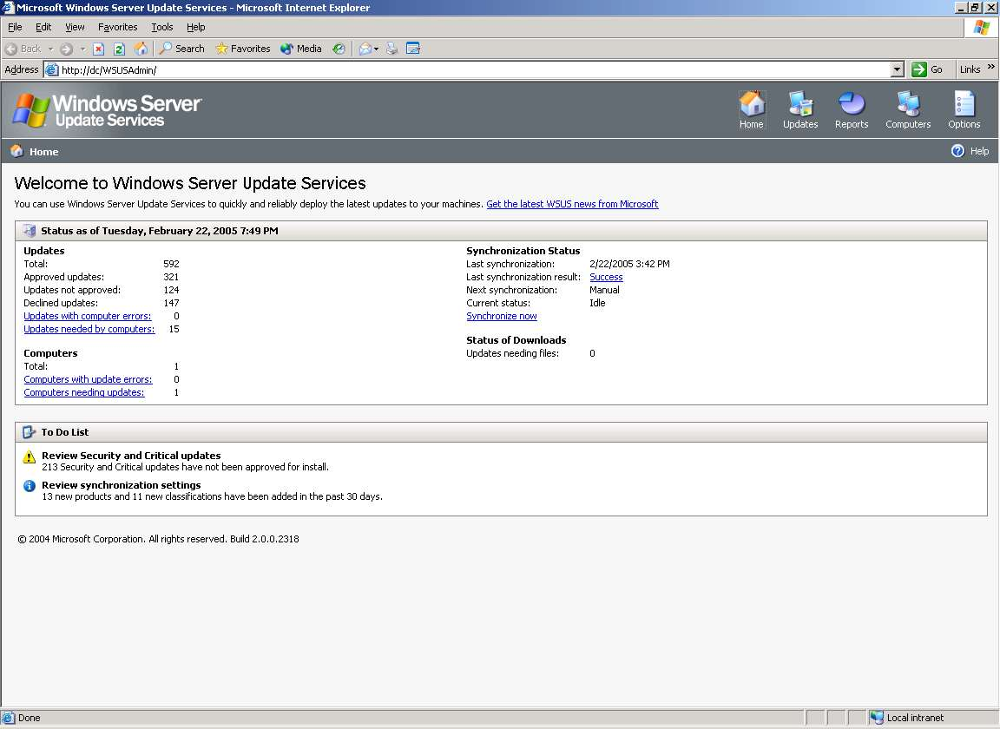 Microsoft Windows Server Update Services - Microsoft Internet Explorer
File Edit View Favorites Tools Help
Back Search Favorites Media
Address http://dc/WSUSAdmin/ Go Links »
Windows Server
Update Services
Home Updates Reports Computers Options
Home Help
Welcome to Windows Server Update Services
You can use Windows Server Update Services to quickly and reliably deploy the latest updates to your machines. Get the latest WSUS news from Microsoft
Status as of Tuesday, February 22, 2005 7:49 PM
Updates
Total: 592
Approved updates: 321
Updates not approved: 124
Declined updates: 147
Updates with computer errors: 0
Updates needed by computers: 15
Computers
Total: 1
Computers with update errors: 0
Computers needing updates: 1
Synchronization Status
Last synchronization: 2/22/2005 3:42 PM
Last synchronization result: Success
Next synchronization: Manual
Current status: Idle
Synchronize now
Status of Downloads
Updates needing files: 0
To Do List
Review Security and Critical updates
213 Security and Critical updates have not been approved for install.
Review synchronization settings
13 new products and 11 new classifications have been added in the past 30 days.
© 2004 Microsoft Corporation. All rights reserved. Build 2.0.0.2318
Done Local intranet